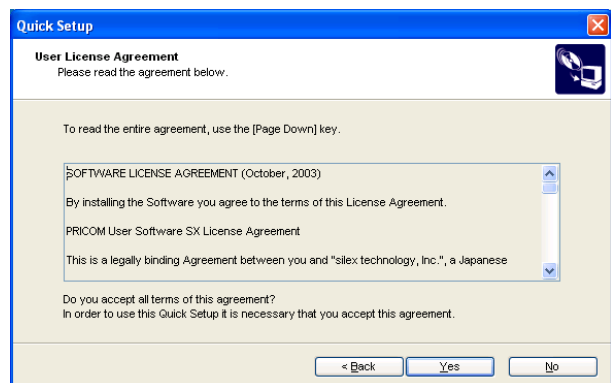 Quick Setup
User License Agreement
Please read the agreement below.
To read the entire agreement, use the [Page Down] key.
SOFTWARE LICENSE AGREEMENT (October, 2003)
By installing the Software you agree to the terms of this License Agreement.
PRICOM User Software SX License Agreement
This is a legally binding Agreement between you and "silex technology, Inc.", a Japanese
Do you accept all terms of this agreement?
In order to use this Quick Setup it is necessary that you accept this agreement.
< Back Yes No